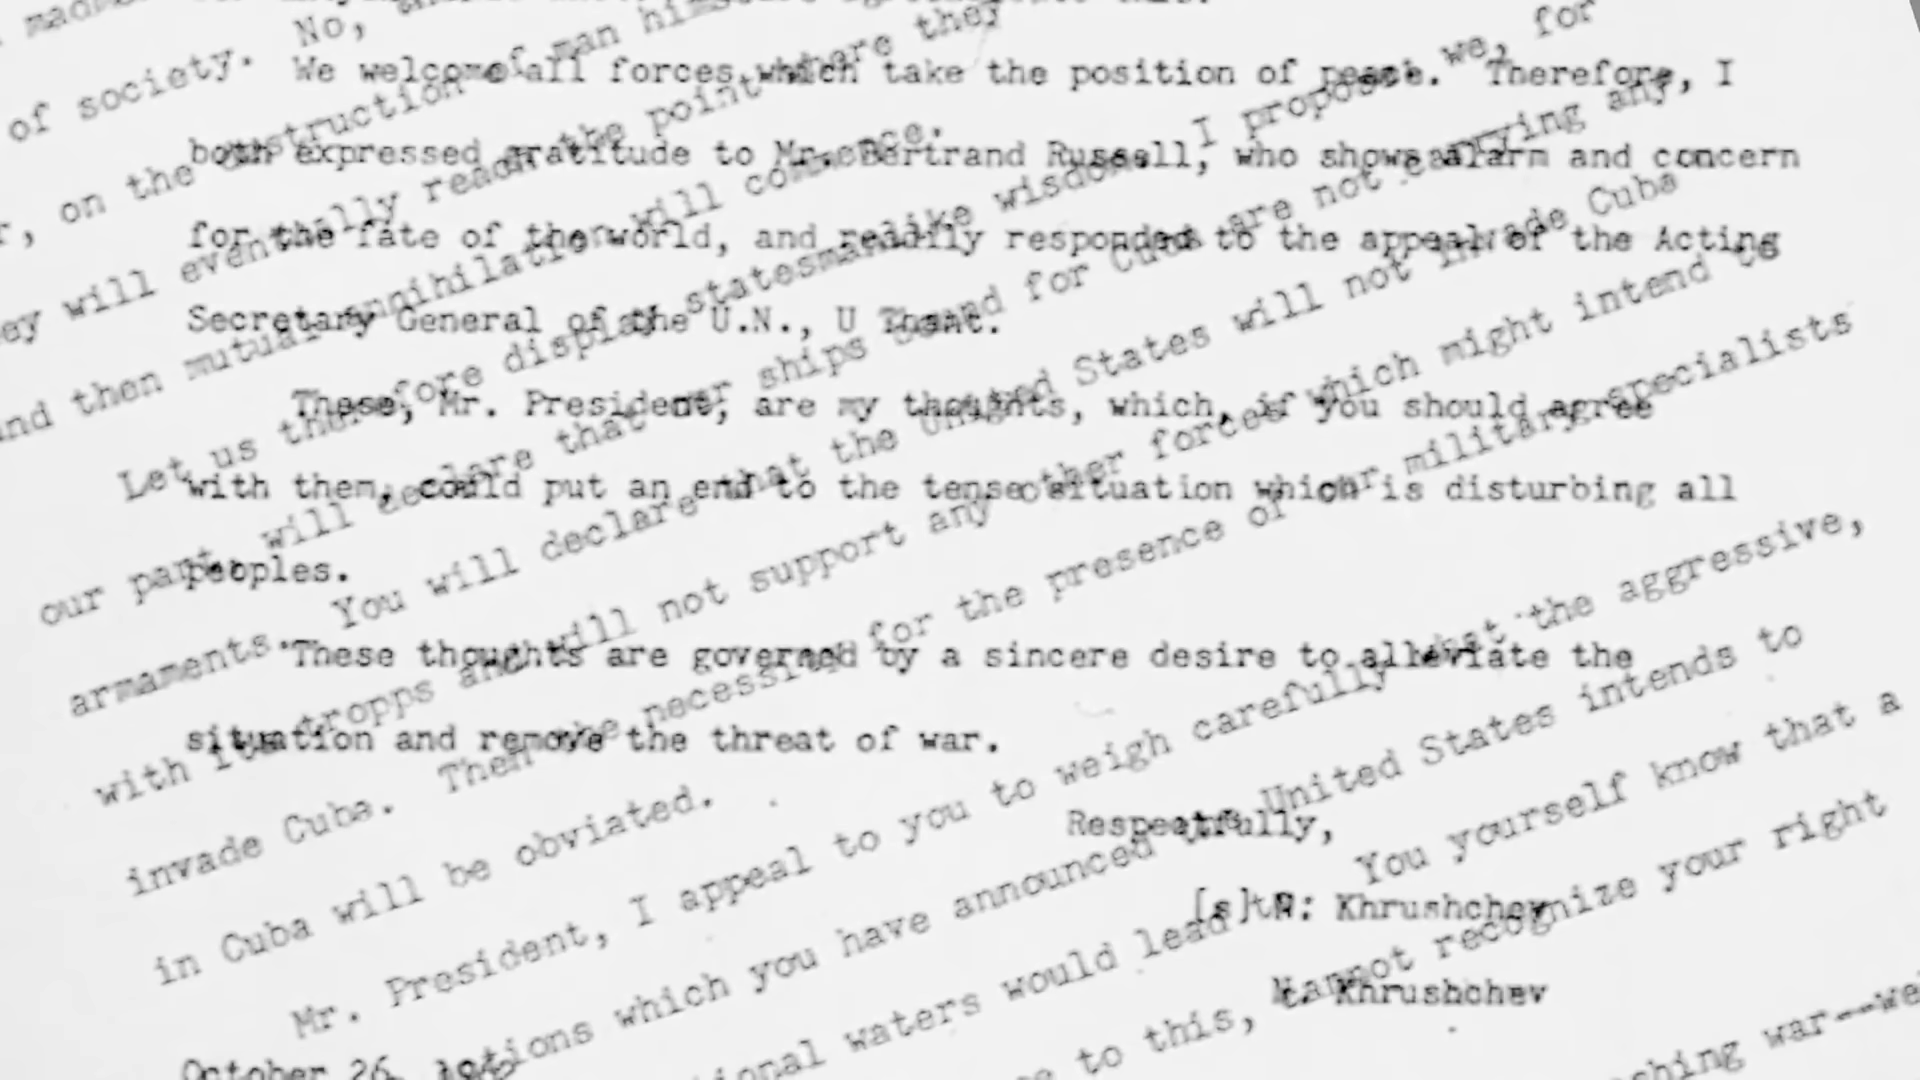 We welcome all forces which take the position of peace. Therefore, I
both expressed gratitude to Mr. Bertrand Russell, who shows alarm and concern
for the fate of the world, and readily responded to the appeal of the Acting
Secretary General of the U.N., U Thant.
These, Mr. President, are my thoughts, which, if you should agree
with them, could put an end to the tense situation which is disturbing all
peoples.
These thoughts are governed by a sincere desire to alleviate the
situation and remove the threat of war.
Respectfully,
[s] N. Khrushchev
N. Khrushchev
October 26, 1962
of society. No,
, on the destruction of man
ey will eventually reach the point where they
and then mutual annihilation will commence.
Let us therefore display statesmanlike wisdom. I propose: we, for
our part, will declare that our ships bound for Cuba are not carrying any
armaments. You will declare that the United States will not invade Cuba
with its tropps and will not support any other forces which might intend to
invade Cuba. Then the necessity for the presence of our military specialists
in Cuba will be obviated.
Mr. President, I appeal to you to weigh carefully what the aggressive,
actions which you have announced the United States intends to
tional waters would lead to. You yourself know that a
to this, cannot recognize your right
ching war--we